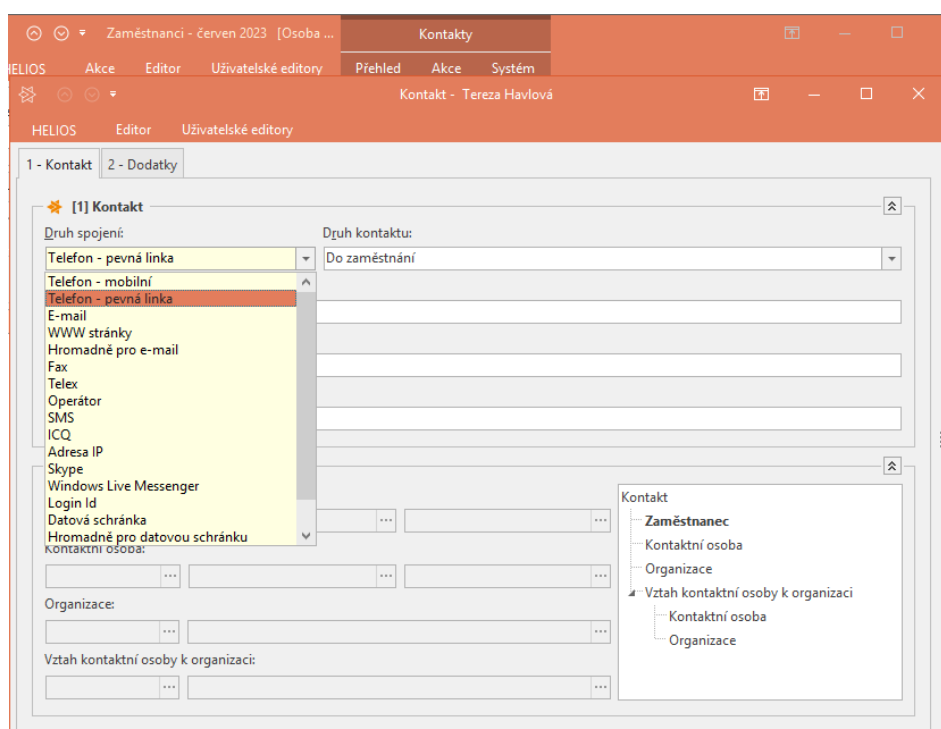 Zaměstnanci - červen 2023 [Osoba ...
Kontakty
HELIOS Akce Editor Uživatelské editory Přehled Akce Systém
Kontakt - Tereza Havlová
HELIOS Editor Uživatelské editory
1 - Kontakt 2 - Dodatky
[1] Kontakt
Druh spojení: Druh kontaktu:
Telefon - pevná linka Do zaměstnání
Telefon - mobilní
Telefon - pevná linka
E-mail
WWW stránky
Hromadně pro e-mail
Fax
Telex
Operátor
SMS
ICQ
Adresa IP
Skype
Windows Live Messenger
Login Id
Datová schránka
Hromadně pro datovou schránku
Kontaktní osoba:
Organizace:
Vztah kontaktní osoby k organizaci:
Kontakt
Zaměstnanec
Kontaktní osoba
Organizace
Vztah kontaktní osoby k organizaci
Kontaktní osoba
Organizace